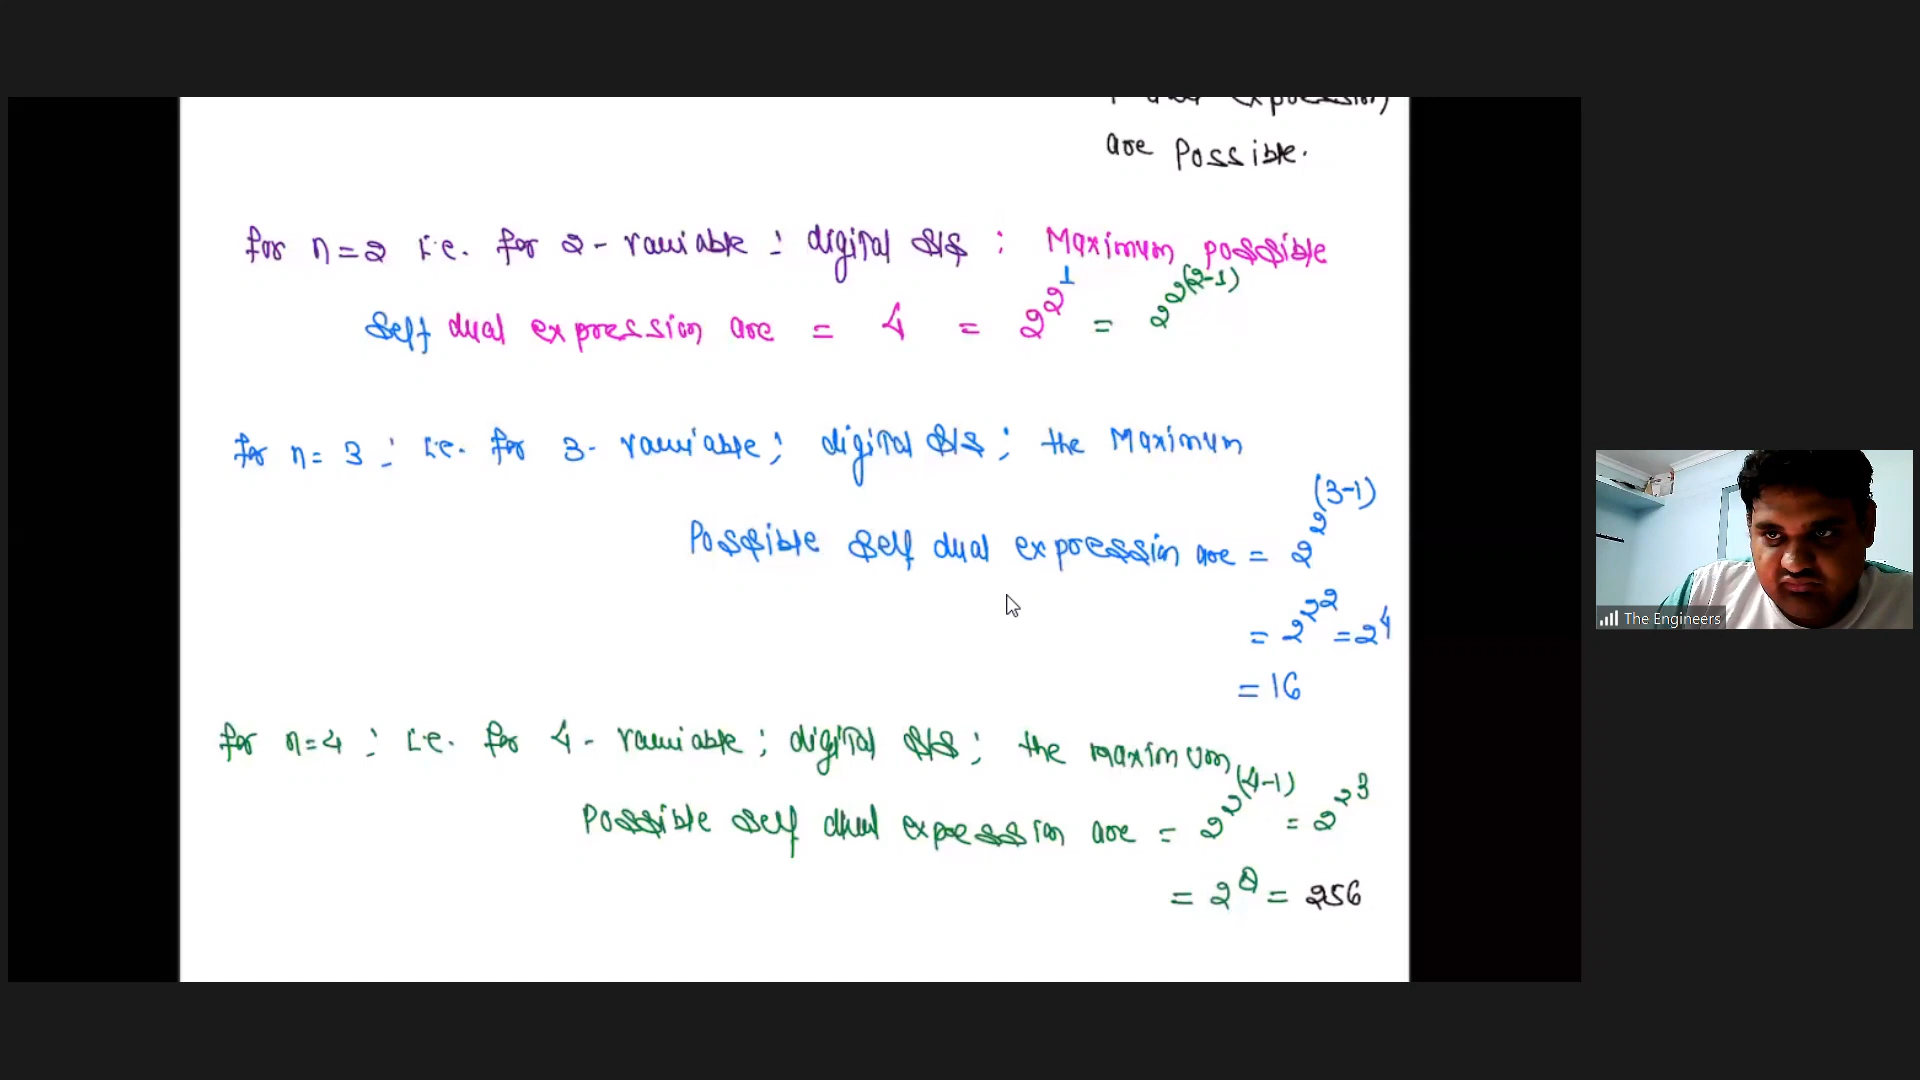 expression
are Possible.
for n=2 i.e. for 2-variable : digital S/S : Maximum possible
Self dual expression are = 4 = 2^2^1 = 2^2^(2-1)
for n=3 : i.e. for 3-variable; digital S/S; the Maximum
Possible Self dual expression are = 2^2^(3-1)
= 2^2^2 = 2^4
= 16
for n=4 : i.e. for 4-variable; digital S/S; the maximum
Possible Self dual expression are = 2^2^(4-1) = 2^2^3
= 2^8 = 256
The Engineers